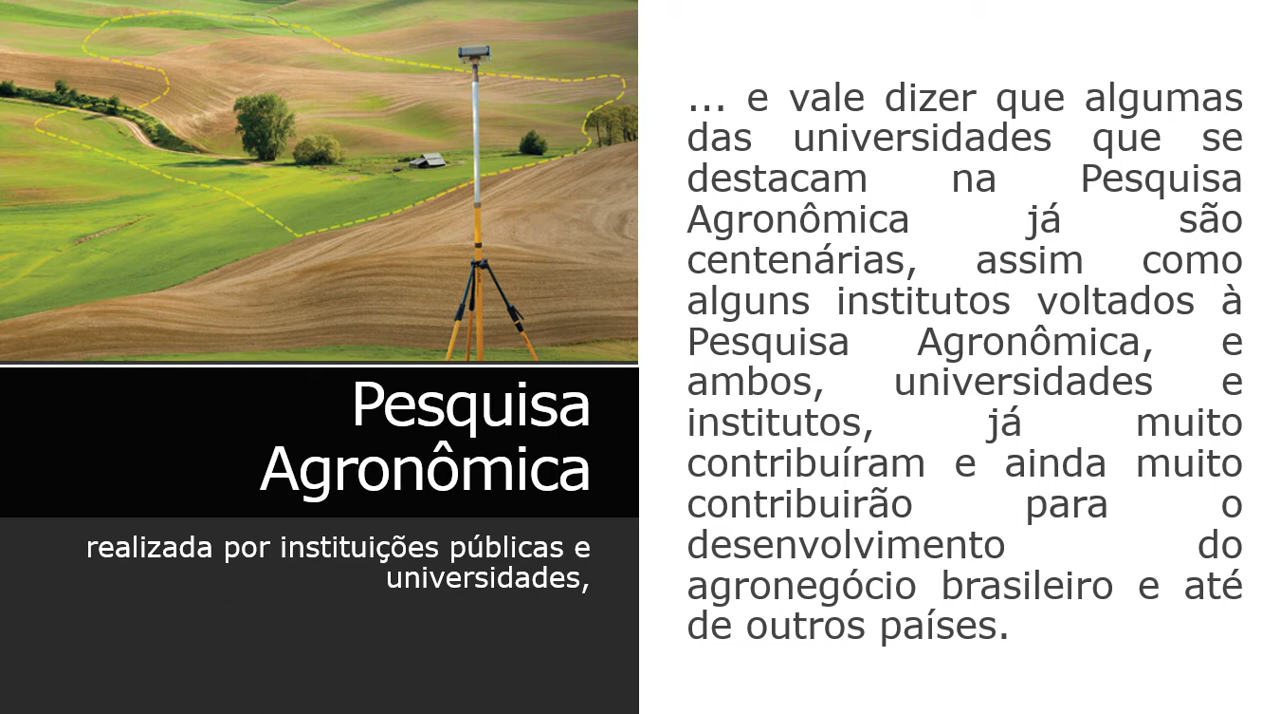 Pesquisa
Agronômica
realizada por instituições públicas e
universidades,
... e vale dizer que algumas
das universidades que se
destacam na Pesquisa
Agronômica já são
centenárias, assim como
alguns institutos voltados à
Pesquisa Agronômica, e
ambos, universidades e
institutos, já muito
contribuíram e ainda muito
contribuirão para o
desenvolvimento do
agronegócio brasileiro e até
de outros países.